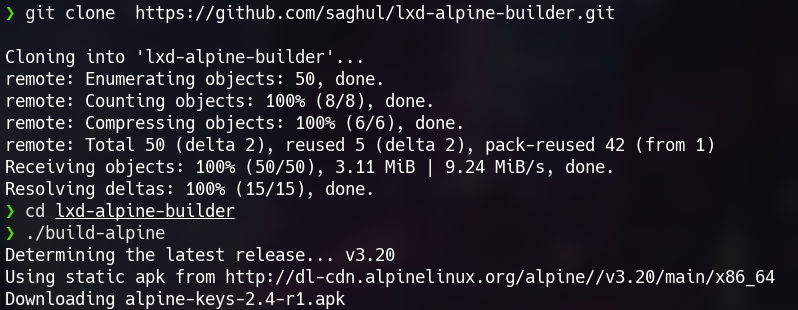 ❯ git clone  https://github.com/saghul/lxd-alpine-builder.git
Cloning into 'lxd-alpine-builder'...
remote: Enumerating objects: 50, done.
remote: Counting objects: 100% (8/8), done.
remote: Compressing objects: 100% (6/6), done.
remote: Total 50 (delta 2), reused 5 (delta 2), pack-reused 42 (from 1)
Receiving objects: 100% (50/50), 3.11 MiB | 9.24 MiB/s, done.
Resolving deltas: 100% (15/15), done.
❯ cd lxd-alpine-builder
❯ ./build-alpine
Determining the latest release... v3.20
Using static apk from http://dl-cdn.alpinelinux.org/alpine//v3.20/main/x86_64
Downloading alpine-keys-2.4-r1.apk